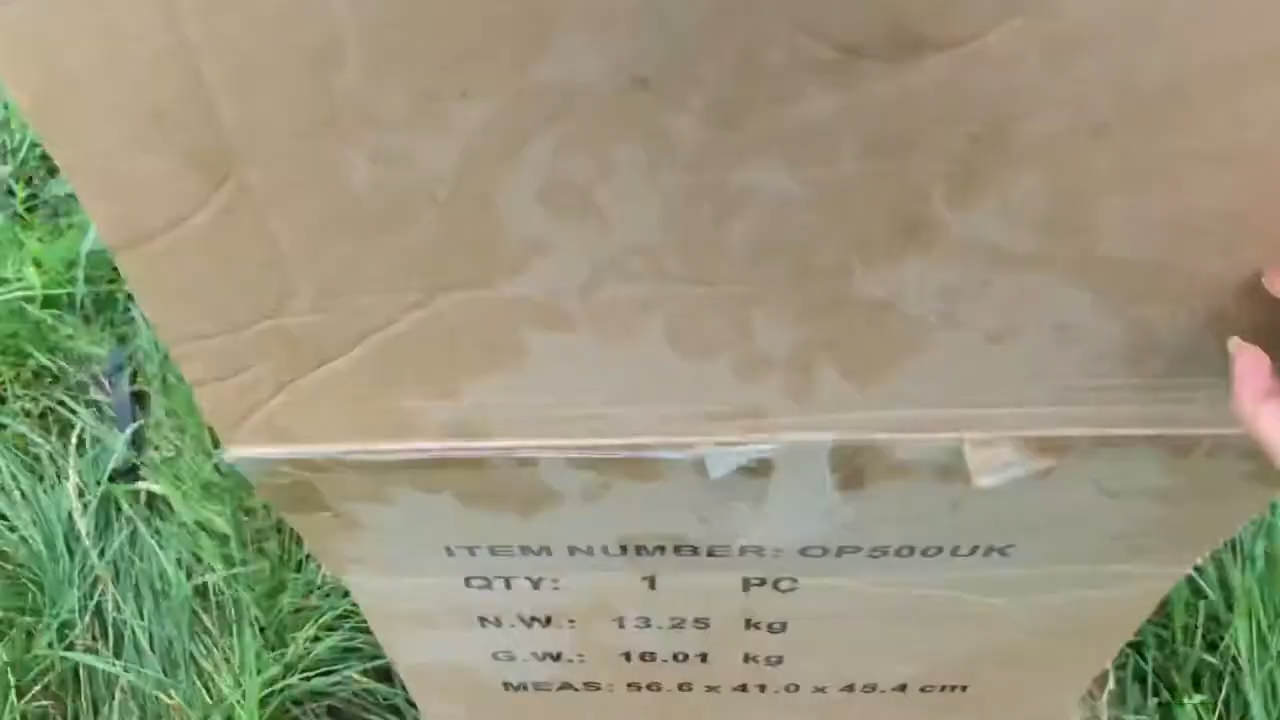 ITEM NUMBER: OP500UK
QTY: 1 PC
N.W.: 13.25 kg
G.W.: 16.01 kg
MEAS: 56.6 x 41.0 x 45.4 cm